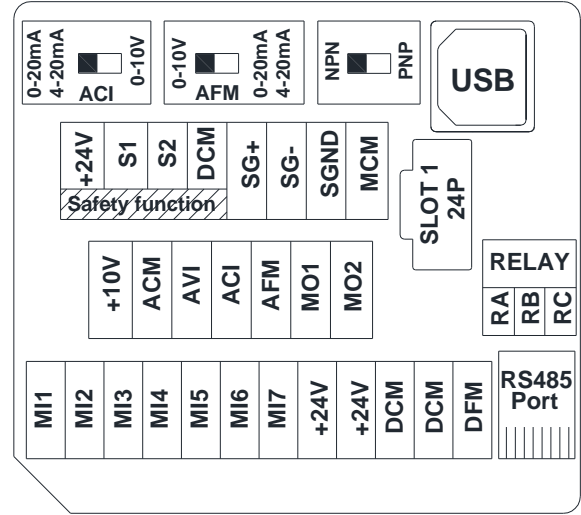 0-20mA
4-20mA
0-10V
ACI
0-10V
0-20mA
4-20mA
AFM
NPN
PNP
USB
+24V S1 S2 DCM SG+ SG- SGND MCM
Safety function
SLOT 1
24P
+10V ACM AVI ACI AFM MO1 MO2
RELAY
RA RB RC
MI1 MI2 MI3 MI4 MI5 MI6 MI7 +24V +24V DCM DCM DFM
RS485
Port